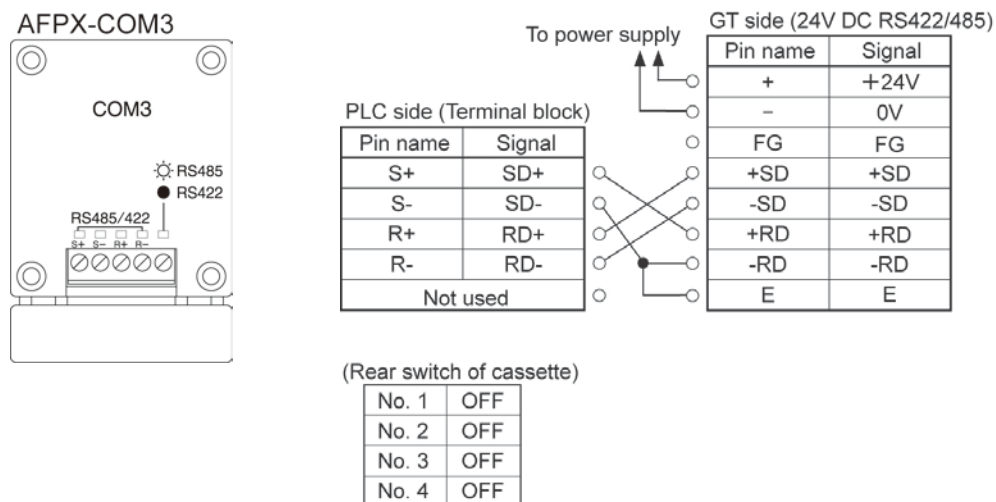 AFPX-COM3
COM3
RS485
RS422
RS485/422
S+ S− R+ R−
To power supply
GT side (24V DC RS422/485)
Pin name Signal
+ +24V
− 0V
FG FG
+SD +SD
-SD -SD
+RD +RD
-RD -RD
E E
PLC side (Terminal block)
Pin name Signal
S+ SD+
S- SD-
R+ RD+
R- RD-
Not used
(Rear switch of cassette)
No. 1 OFF
No. 2 OFF
No. 3 OFF
No. 4 OFF